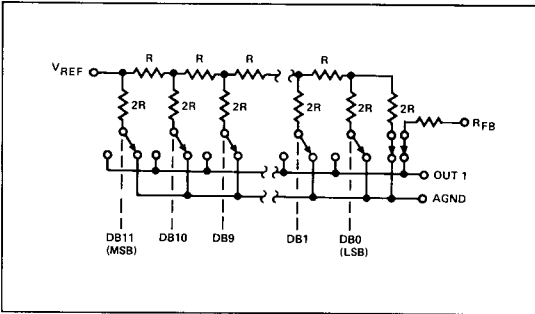 R R R R
VREF
2R 2R 2R 2R 2R 2R
RFB
OUT 1
AGND
DB11 DB10 DB9 DB1 DB0
(MSB) (LSB)